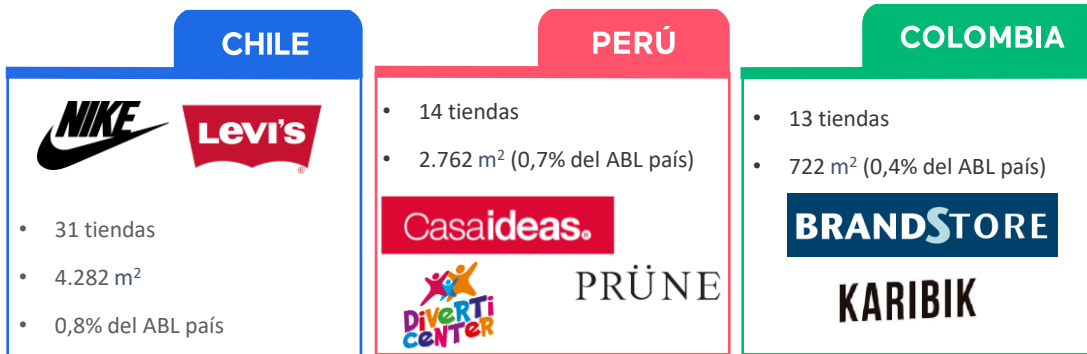 CHILE
NIKE
LEVI'S
• 31 tiendas
• 4.282 m²
• 0,8% del ABL país
PERÚ
• 14 tiendas
• 2.762 m² (0,7% del ABL país)
Casaideas.
DiVERTi
CENTER
PRÜNE
COLOMBIA
• 13 tiendas
• 722 m² (0,4% del ABL país)
BRANDSTORE
KARIBIK